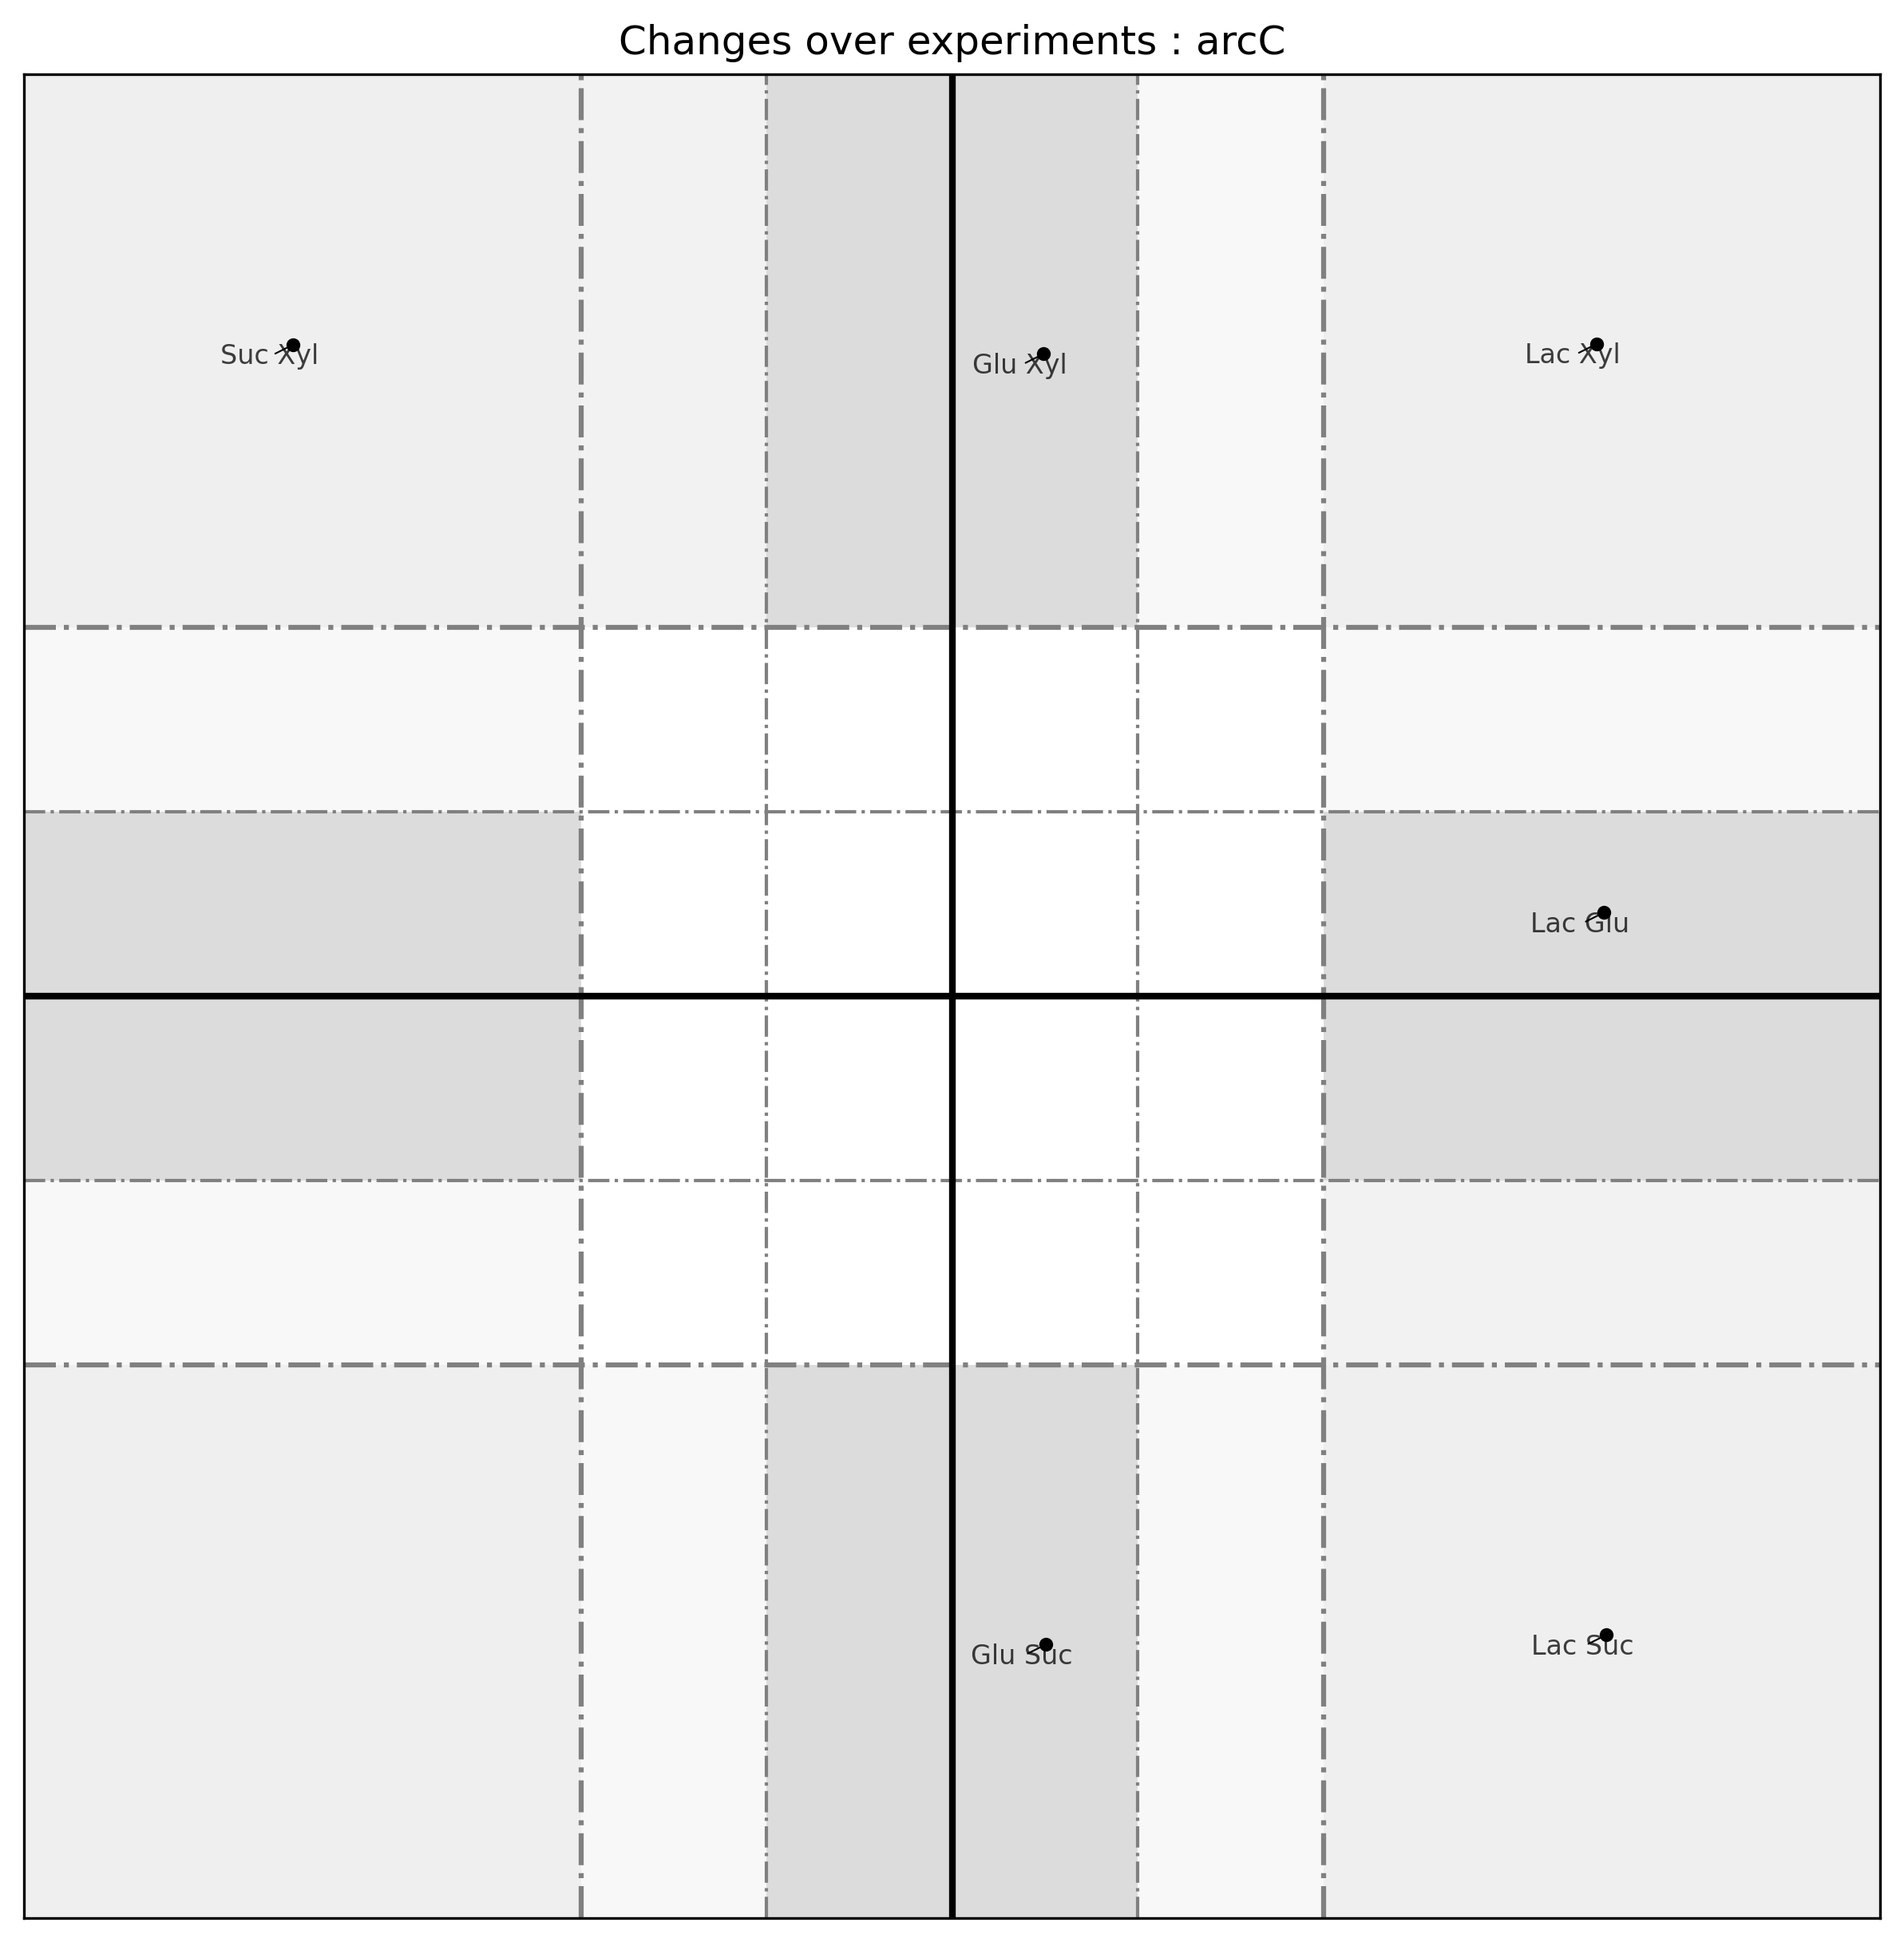 Changes over experiments : arcC
Suc Xyl
Glu Xyl
Lac Xyl
Lac Glu
Glu Suc
Lac Suc